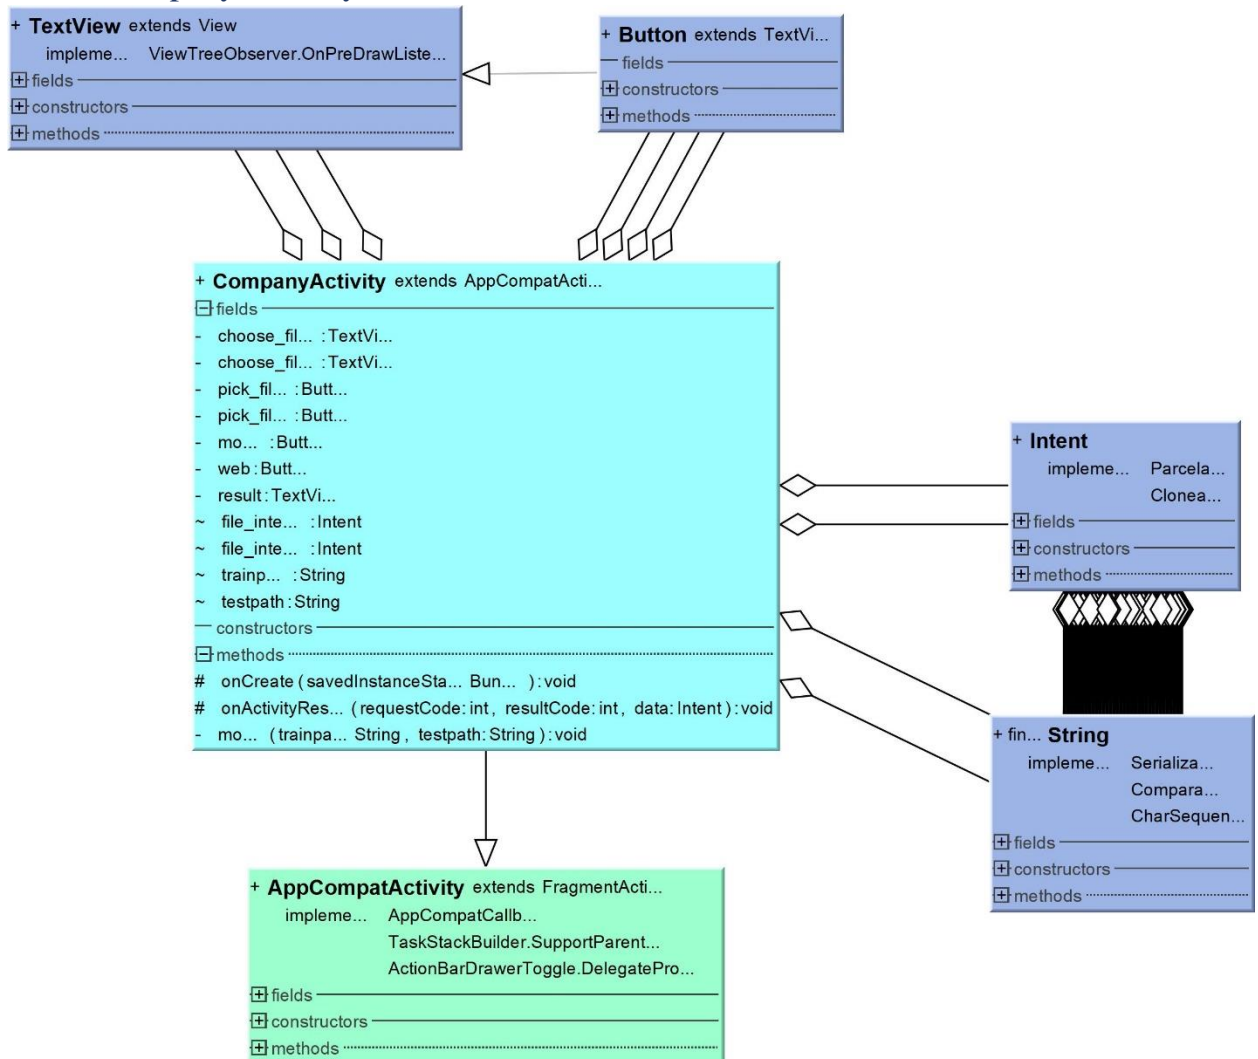 + TextView extends View
impleme... ViewTreeObserver.OnPreDrawListe...
fields
constructors
methods
+ Button extends TextVi...
fields
constructors
methods
+ CompanyActivity extends AppCompatActi...
fields
- choose_fil... :TextVi...
- choose_fil... :TextVi...
- pick_fil... :Butt...
- pick_fil... :Butt...
- mo... :Butt...
- web:Butt...
- result:TextVi...
~ file_inte... :Intent
~ file_inte... :Intent
~ trainp... :String
~ testpath:String
constructors
methods
# onCreate (savedInstanceSta... Bun... ):void
# onActivityRes... (requestCode:int, resultCode:int, data:Intent):void
- mo... (trainpa... String, testpath:String):void
+ Intent
impleme... Parcela...
Clonea...
fields
constructors
methods
+ fin... String
impleme... Serializa...
Compara...
CharSequen...
fields
constructors
methods
+ AppCompatActivity extends FragmentActi...
impleme... AppCompatCallb...
TaskStackBuilder.SupportParent...
ActionBarDrawerToggle.DelegatePro...
fields
constructors
methods